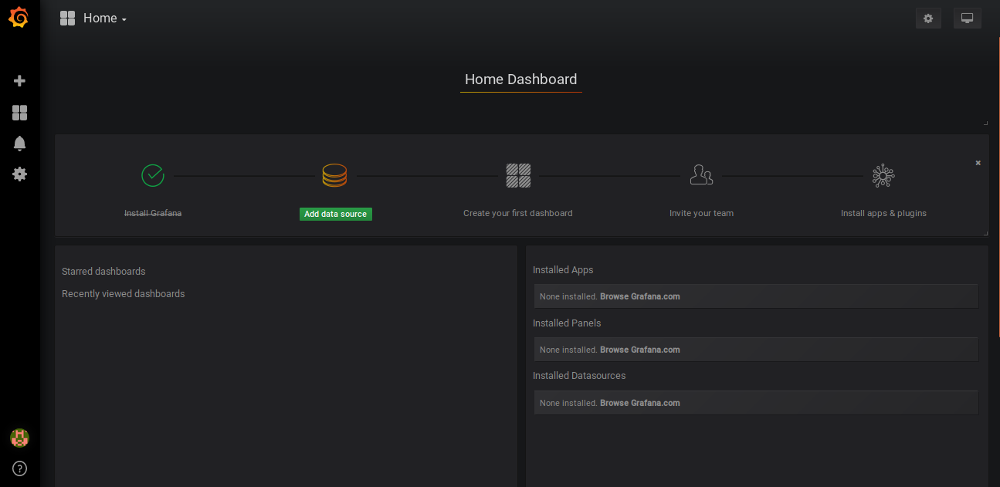 Home
Home Dashboard
Install Grafana
Add data source
Create your first dashboard
Invite your team
Install apps & plugins
Starred dashboards
Recently viewed dashboards
Installed Apps
None installed. Browse Grafana.com
Installed Panels
None installed. Browse Grafana.com
Installed Datasources
None installed. Browse Grafana.com